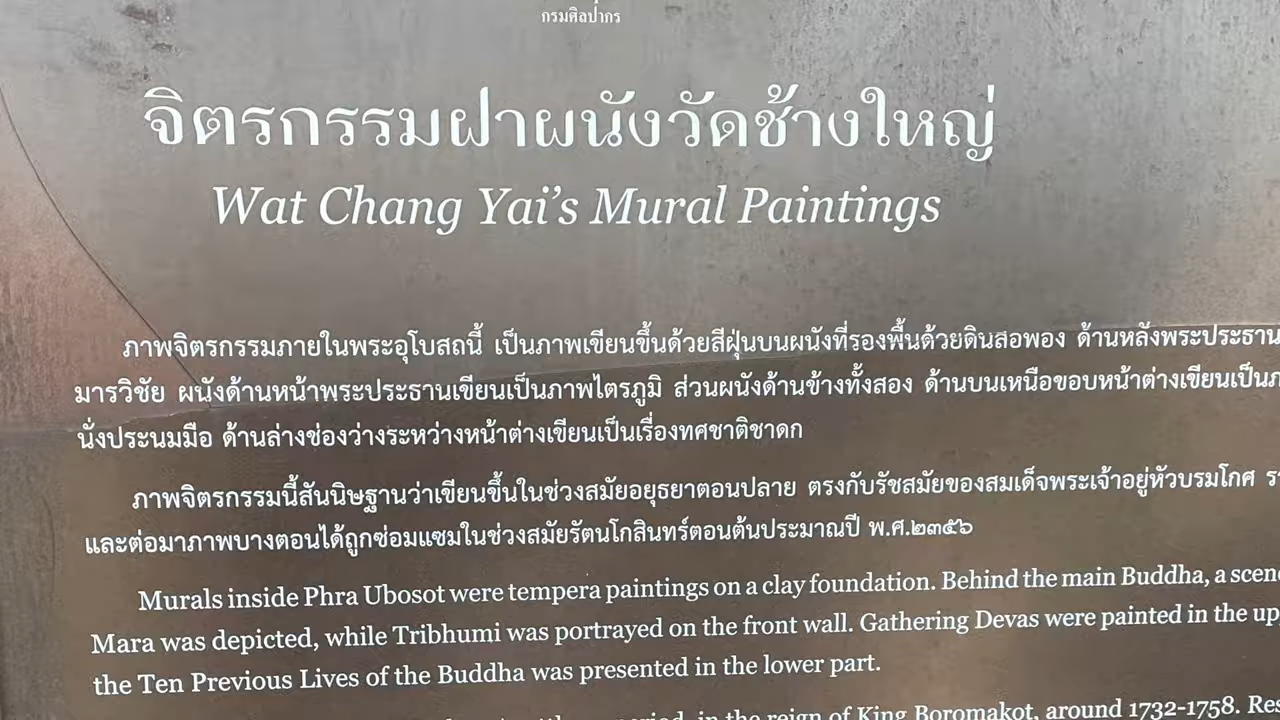 กรมศิลปากร
จิตรกรรมฝาผนังวัดช้างใหญ่
Wat Chang Yai's Mural Paintings
ภาพจิตรกรรมภายในพระอุโบสถนี้ เป็นภาพเขียนขึ้นด้วยสีฝุ่นบนผนังที่รองพื้นด้วยดินสอพอง ด้านหลังพระประธาน
มารวิชัย ผนังด้านหน้าพระประธานเขียนเป็นภาพไตรภูมิ ส่วนผนังด้านข้างทั้งสอง ด้านบนเหนือขอบหน้าต่างเขียนเป็น
นั่งประนมมือ ด้านล่างช่องว่างระหว่างหน้าต่างเขียนเป็นเรื่องทศชาติชาดก
ภาพจิตรกรรมนี้สันนิษฐานว่าเขียนขึ้นในช่วงสมัยอยุธยาตอนปลาย ตรงกับรัชสมัยของสมเด็จพระเจ้าอยู่หัวบรมโกศ
และต่อมาภาพบางตอนได้ถูกซ่อมแซมในช่วงสมัยรัตนโกสินทร์ตอนต้นประมาณปี พ.ศ.๒๓๕๖
Murals inside Phra Ubosot were tempera paintings on a clay foundation. Behind the main Buddha, a scene
Mara was depicted, while Tribhumi was portrayed on the front wall. Gathering Devas were painted in the
the Ten Previous Lives of the Buddha was presented in the lower part.
period, in the reign of King Boromakot, around 1732-1758.